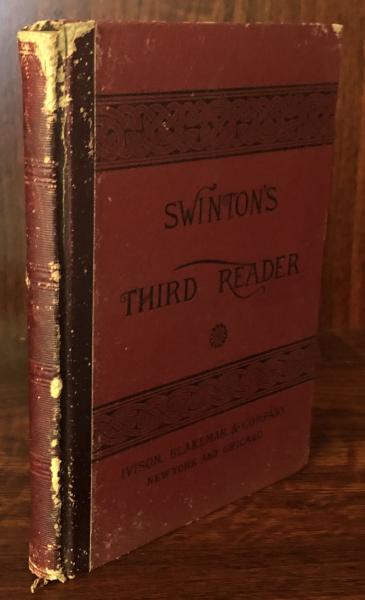 SWINTON'S
THIRD READER
IVISON, BLAKEMAN, & COMPANY
NEW YORK AND CHICAGO